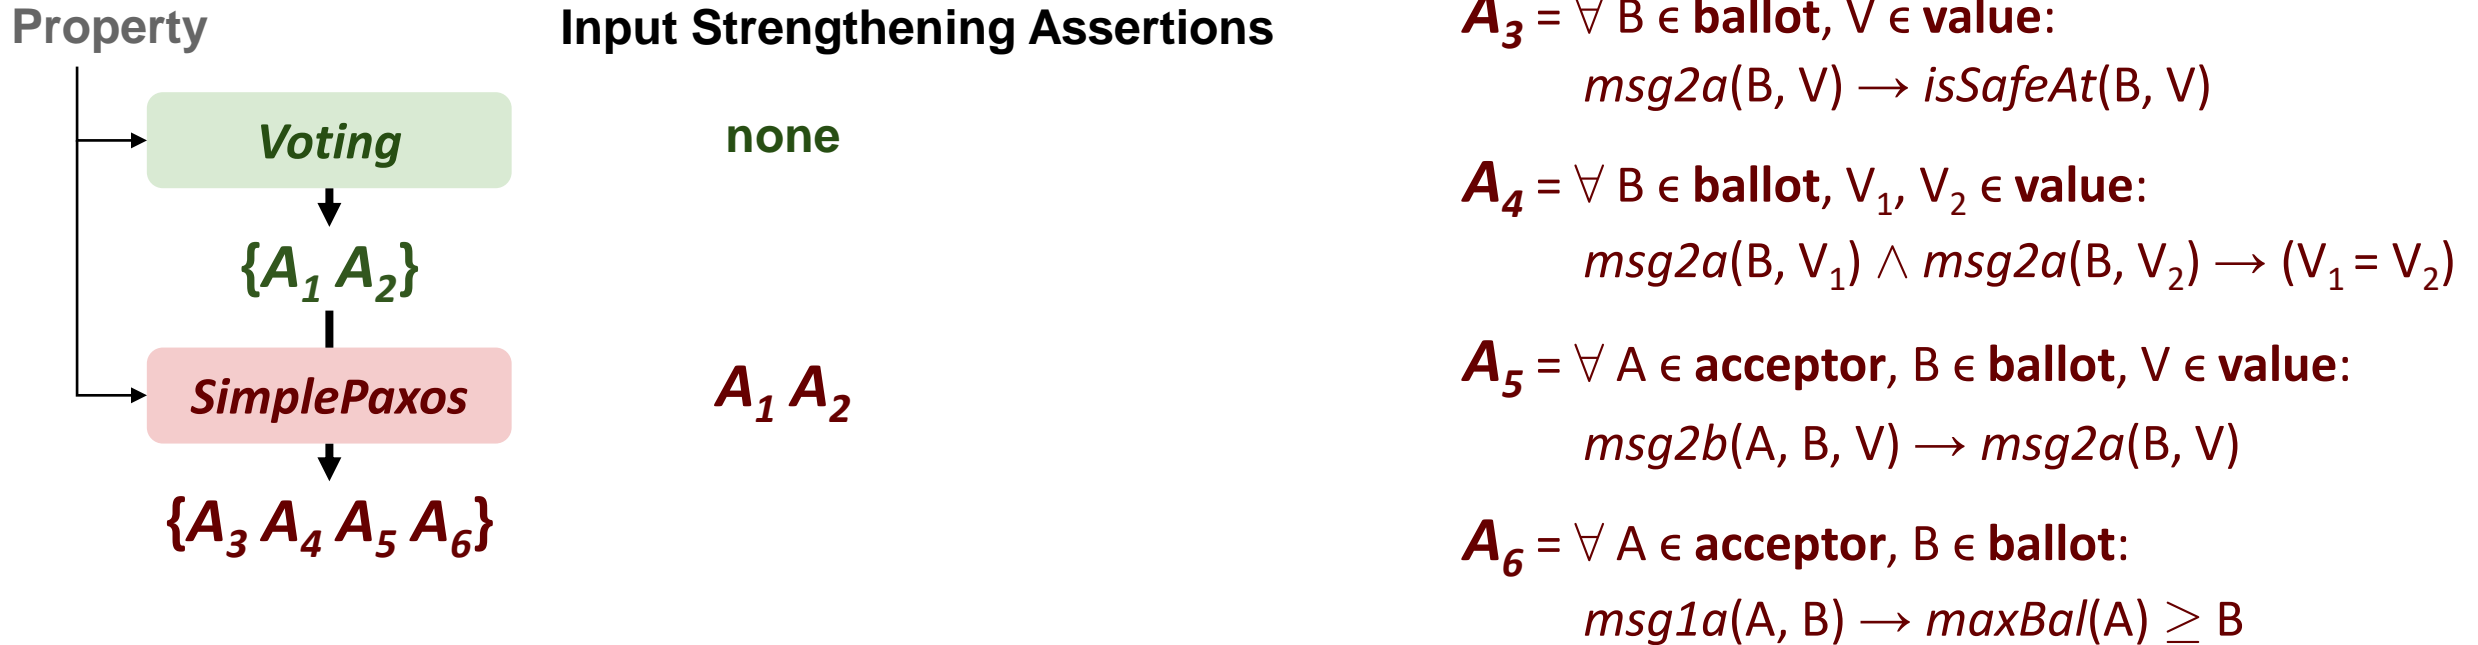 Property
Input Strengthening Assertions
Voting
none
{A₁ A₂}
SimplePaxos
A₁ A₂
{A₃ A₄ A₅ A₆}
A₃ = ∀ B ϵ ballot, V ϵ value:
msg2a(B, V) → isSafeAt(B, V)
A₄ = ∀ B ϵ ballot, V₁, V₂ ϵ value:
msg2a(B, V₁) ∧ msg2a(B, V₂) → (V₁ = V₂)
A₅ = ∀ A ϵ acceptor, B ϵ ballot, V ϵ value:
msg2b(A, B, V) → msg2a(B, V)
A₆ = ∀ A ϵ acceptor, B ϵ ballot:
msg1a(A, B) → maxBal(A) ≥ B